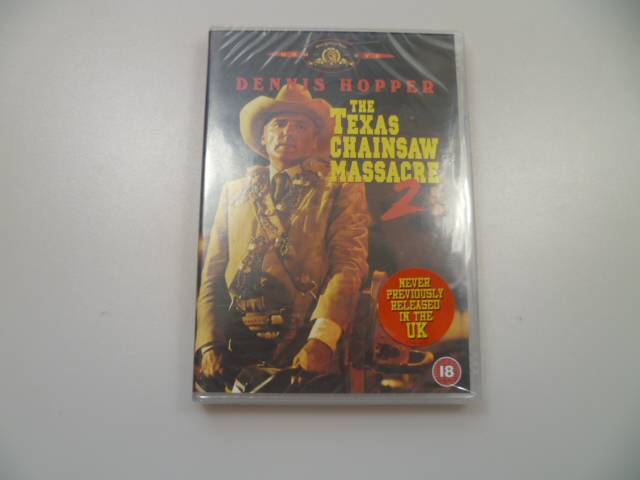 DENNIS HOPPER
THE
TEXAS
CHAINSAW
MASSACRE
2
NEVER
PREVIOUSLY
RELEASED
IN THE
UK
18